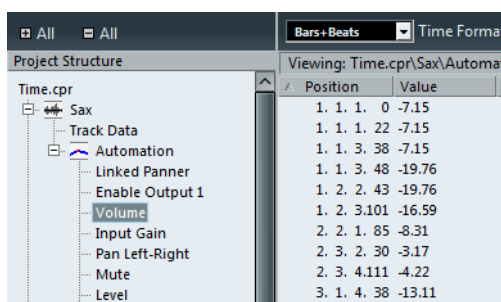 All All
Bars+Beats Time Forma
Project Structure
Viewing: Time.cpr\Sax\Automa
Time.cpr
Sax
Track Data
Automation
Linked Panner
Enable Output 1
Volume
Input Gain
Pan Left-Right
Mute
Level
Position Value
1. 1. 1. 0 -7.15
1. 1. 1. 22 -7.15
1. 1. 3. 38 -7.15
1. 1. 3. 48 -19.76
1. 2. 2. 43 -19.76
1. 2. 3.101 -16.59
2. 2. 1. 85 -8.31
2. 3. 2. 30 -3.17
2. 3. 4.111 -4.22
3. 1. 4. 38 -13.11